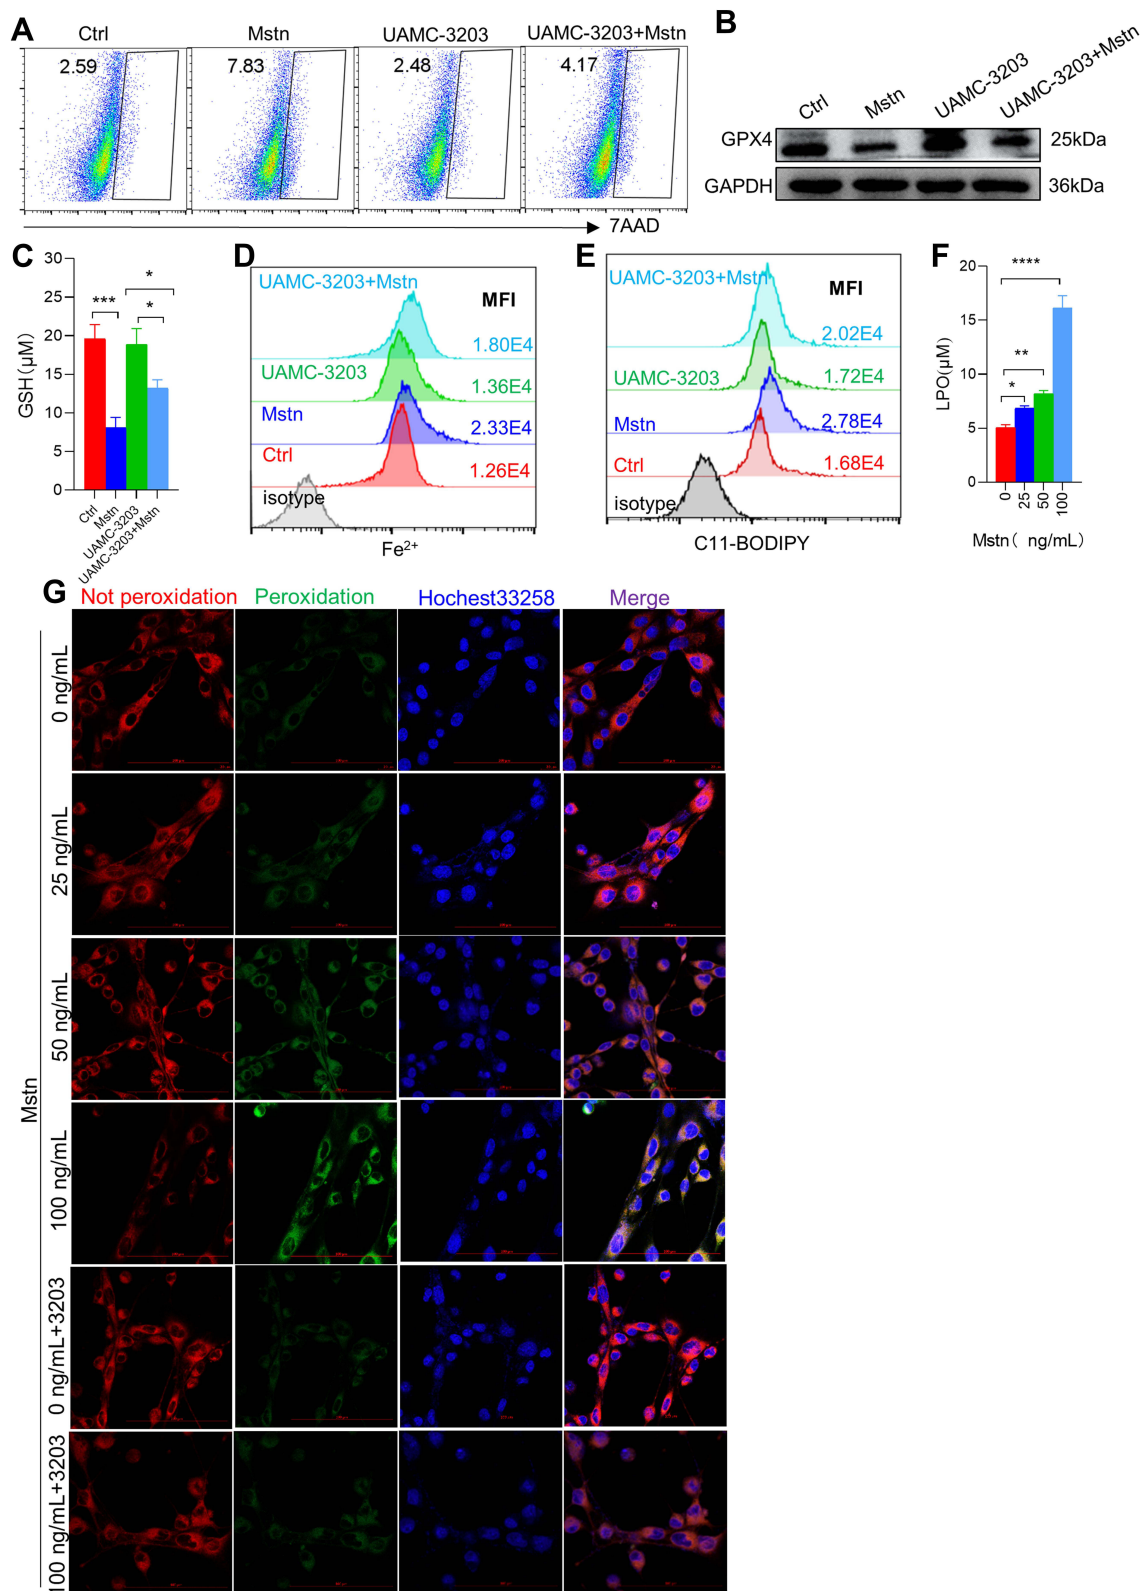 A
Ctrl
Mstn
UAMC-3203
UAMC-3203+Mstn
2.59
7.83
2.48
4.17
7AAD
B
Ctrl
Mstn
UAMC-3203
UAMC-3203+Mstn
GPX4
25kDa
GAPDH
36kDa
C
GSH(μM)
30
25
20
15
10
5
0
***
*
*
Ctrl
Mstn
UAMC-3203
UAMC-3203+Mstn
D
UAMC-3203+Mstn
MFI
1.80E4
UAMC-3203
1.36E4
Mstn
2.33E4
Ctrl
1.26E4
isotype
Fe²⁺
E
UAMC-3203+Mstn
MFI
2.02E4
UAMC-3203
1.72E4
Mstn
2.78E4
Ctrl
1.68E4
isotype
C11-BODIPY
F
LPO(μM)
20
15
10
5
0
****
**
*
0
25
50
100
Mstn( ng/mL)
G
Not peroxidation
Peroxidation
Hochest33258
Merge
Mstn
0 ng/mL
25 ng/mL
50 ng/mL
100 ng/mL
0 ng/mL+3203
100 ng/mL+3203